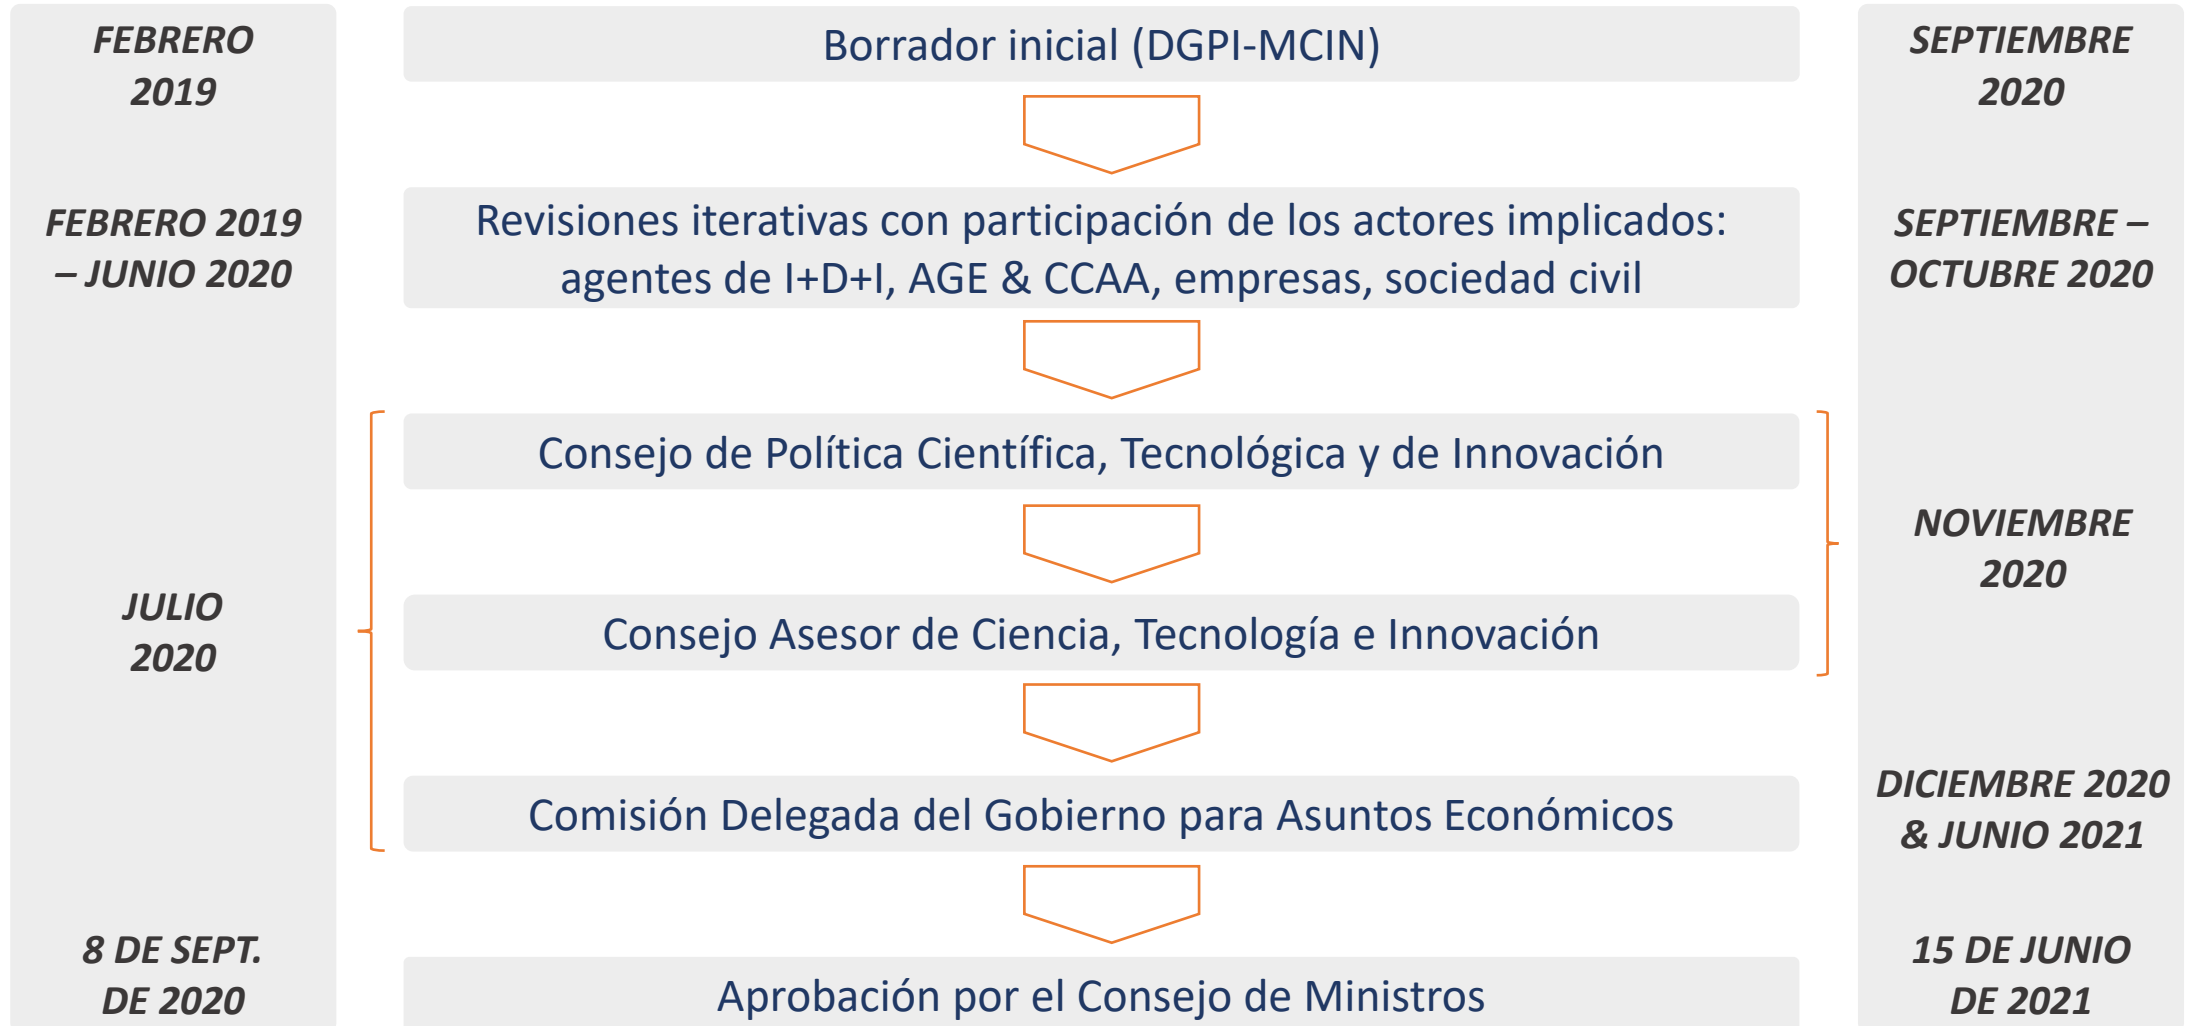 FEBRERO
2019
Borrador inicial (DGPI-MCIN)
SEPTIEMBRE
2020
FEBRERO 2019
– JUNIO 2020
Revisiones iterativas con participación de los actores implicados:
agentes de I+D+I, AGE & CCAA, empresas, sociedad civil
SEPTIEMBRE –
OCTUBRE 2020
Consejo de Política Científica, Tecnológica y de Innovación
NOVIEMBRE
2020
JULIO
2020
Consejo Asesor de Ciencia, Tecnología e Innovación
Comisión Delegada del Gobierno para Asuntos Económicos
DICIEMBRE 2020
& JUNIO 2021
8 DE SEPT.
DE 2020
Aprobación por el Consejo de Ministros
15 DE JUNIO
DE 2021